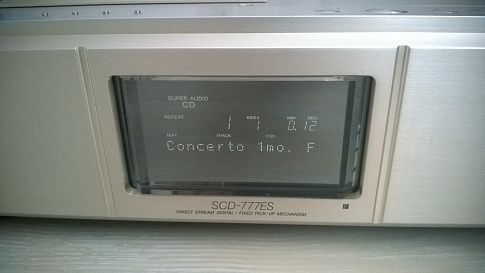 SUPER AUDIO
CD
REPEAT 1 INDEX 1 MIN 0. SEC 12
TEXT TRACK DIR
Concerto 1mo. F
SCD-777ES
DIRECT STREAM DIGITAL / FIXED PICK-UP MECHANISM